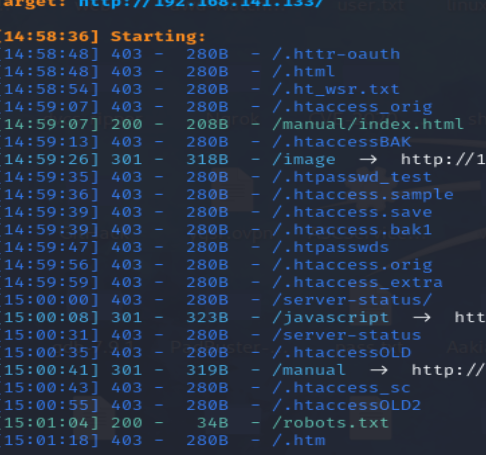 arget: http://192.168.141.133/
[14:58:36] Starting:
[14:58:48] 403 - 280B - /.httr-oauth
[14:58:48] 403 - 280B - /.html
[14:58:54] 403 - 280B - /.ht_wsr.txt
[14:59:07] 403 - 280B - /.htaccess_orig
[14:59:07] 200 - 208B - /manual/index.html
[14:59:13] 403 - 280B - /.htaccessBAK
[14:59:26] 301 - 318B - /image → http://1
[14:59:35] 403 - 280B - /.htpasswd_test
[14:59:36] 403 - 280B - /.htaccess.sample
[14:59:39] 403 - 280B - /.htaccess.save
[14:59:39] 403 - 280B - /.htaccess.bak1
[14:59:47] 403 - 280B - /.htpasswds
[14:59:56] 403 - 280B - /.htaccess.orig
[14:59:59] 403 - 280B - /.htaccess_extra
[15:00:00] 403 - 280B - /server-status/
[15:00:08] 301 - 323B - /javascript → htt
[15:00:31] 403 - 280B - /server-status
[15:00:35] 403 - 280B - /.htaccessOLD
[15:00:41] 301 - 319B - /manual → http://
[15:00:43] 403 - 280B - /.htaccess_sc
[15:00:55] 403 - 280B - /.htaccessOLD2
[15:01:04] 200 - 34B - /robots.txt
[15:01:18] 403 - 280B - /.htm